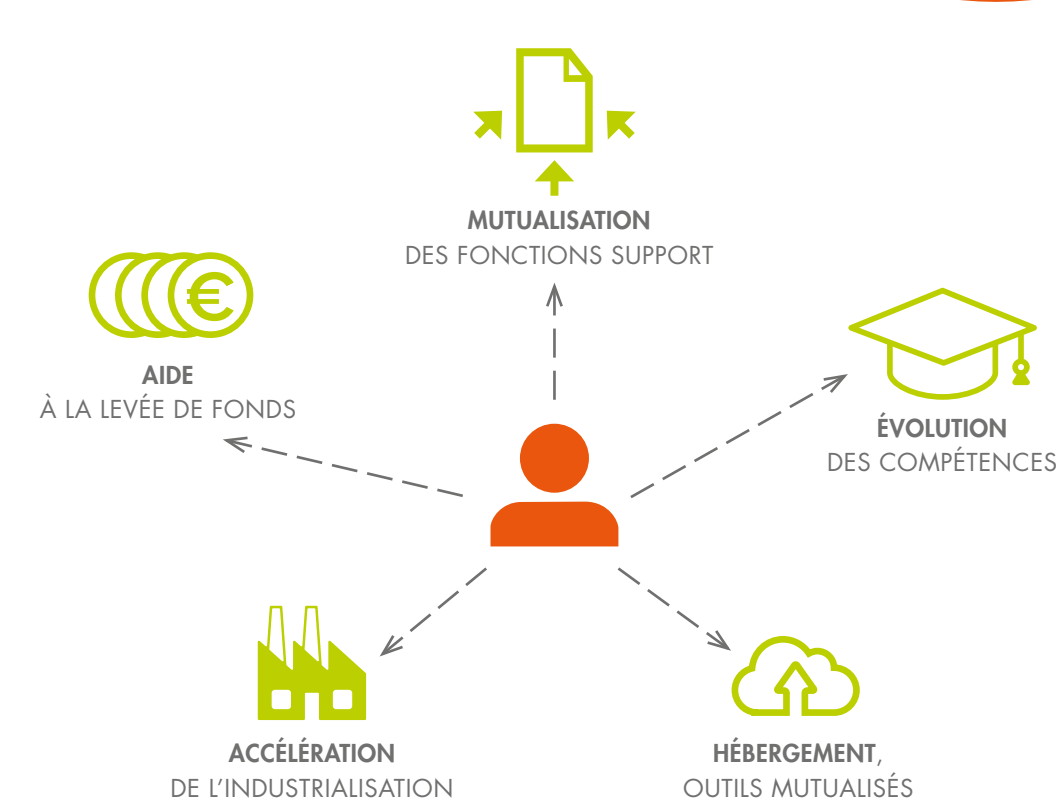 MUTUALISATION
DES FONCTIONS SUPPORT
€
AIDE
À LA LEVÉE DE FONDS
ÉVOLUTION
DES COMPÉTENCES
ACCÉLÉRATION
DE L'INDUSTRIALISATION
HÉBERGEMENT,
OUTILS MUTUALISÉS